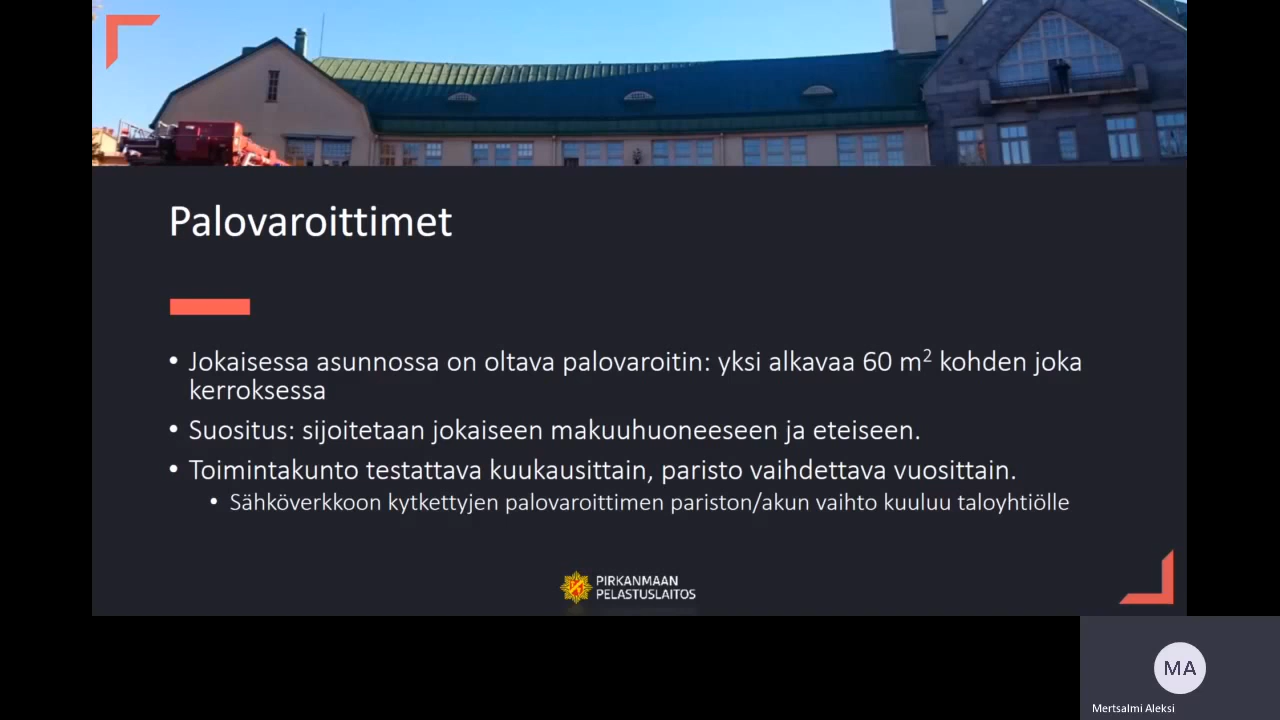 Palovaroittimet
• Jokaisessa asunnossa on oltava palovaroitin: yksi alkavaa 60 m² kohden joka
kerroksessa
• Suositus: sijoitetaan jokaiseen makuuhuoneeseen ja eteiseen.
• Toimintakunto testattava kuukausittain, paristo vaihdettava vuosittain.
• Sähköverkkoon kytkettyjen palovaroittimen pariston/akun vaihto kuuluu taloyhtiölle
PIRKANMAAN
PELASTUSLAITOS
MA
Mertsalmi Aleksi